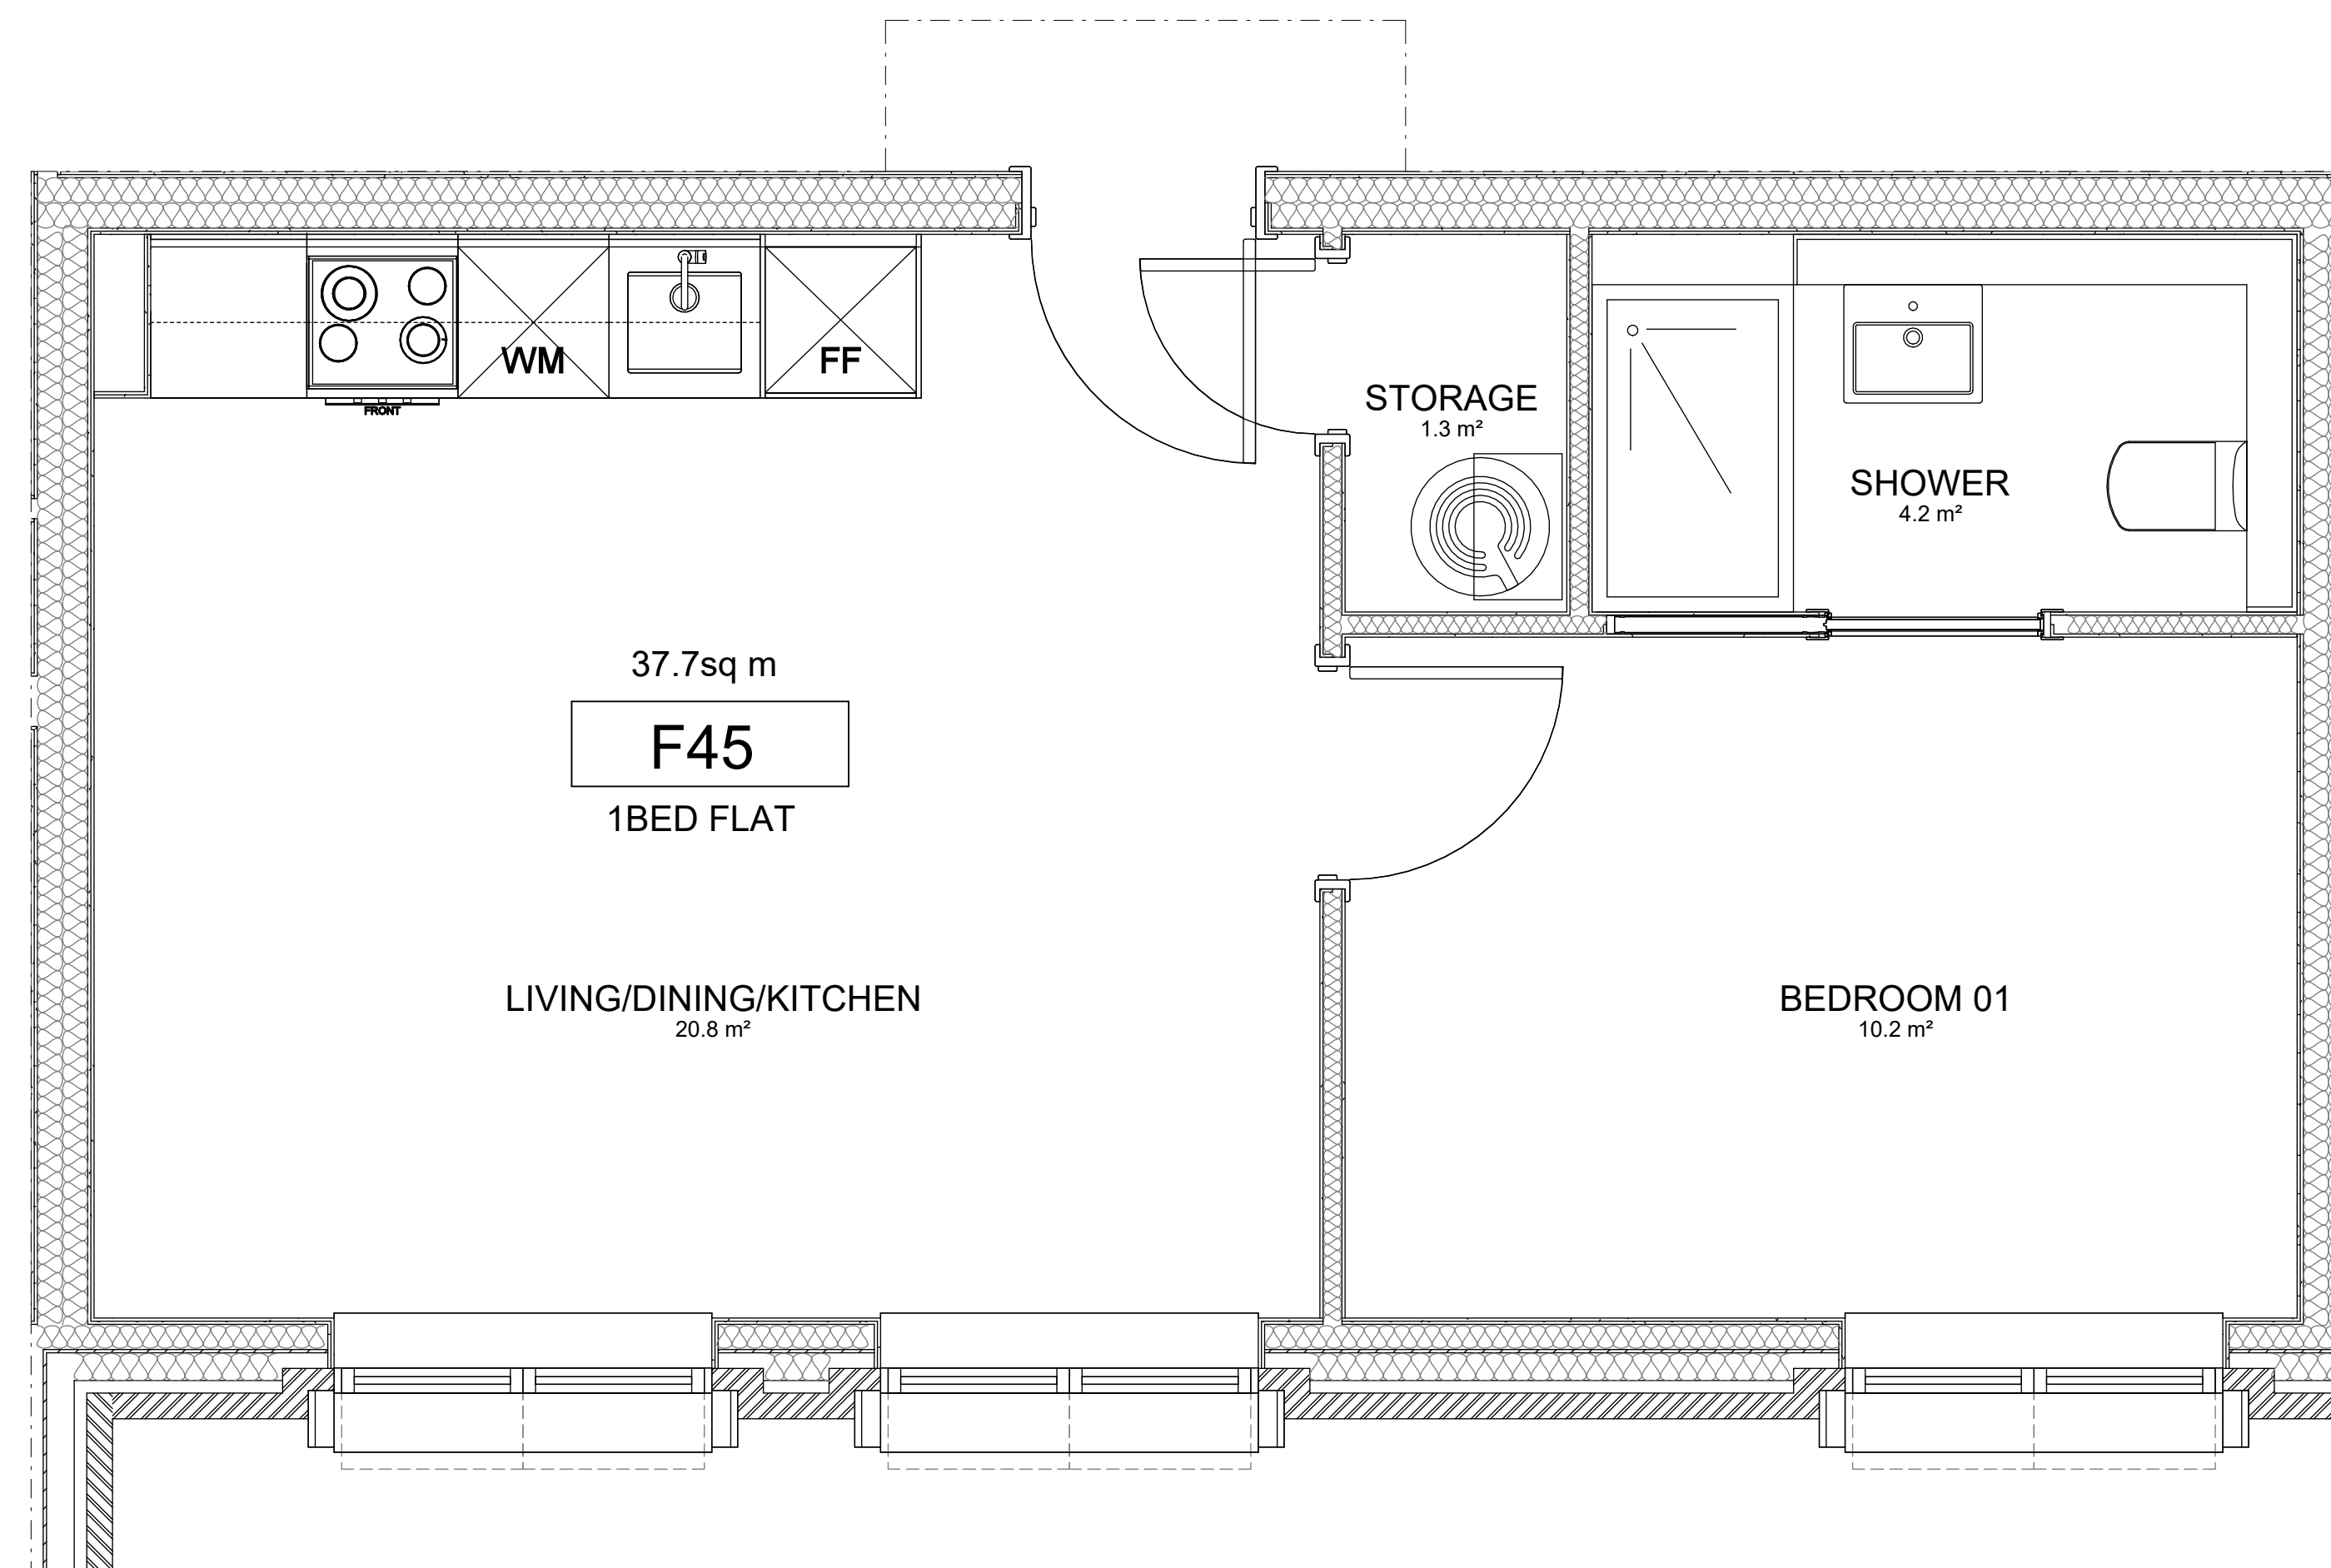 WM
FF
FRONT
STORAGE
1.3 m²
SHOWER
4.2 m²
37.7sq m
F45
1BED FLAT
LIVING/DINING/KITCHEN
20.8 m²
BEDROOM 01
10.2 m²